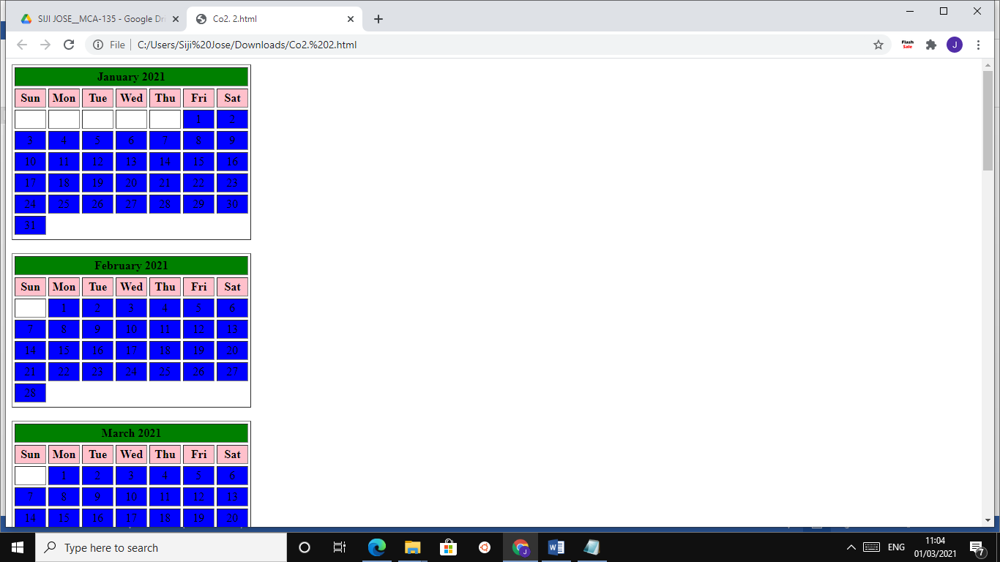 SIJI JOSE__MCA-135 - Google Dri
Co2. 2.html
File
C:/Users/Siji%20Jose/Downloads/Co2.%202.html
Flash
Sale
J
January 2021
Sun Mon Tue Wed Thu Fri Sat
1 2
3 4 5 6 7 8 9
10 11 12 13 14 15 16
17 18 19 20 21 22 23
24 25 26 27 28 29 30
31
February 2021
Sun Mon Tue Wed Thu Fri Sat
1 2 3 4 5 6
7 8 9 10 11 12 13
14 15 16 17 18 19 20
21 22 23 24 25 26 27
28
March 2021
Sun Mon Tue Wed Thu Fri Sat
1 2 3 4 5 6
7 8 9 10 11 12 13
14 15 16 17 18 19 20
Type here to search
J
ENG
11:04
01/03/2021
7